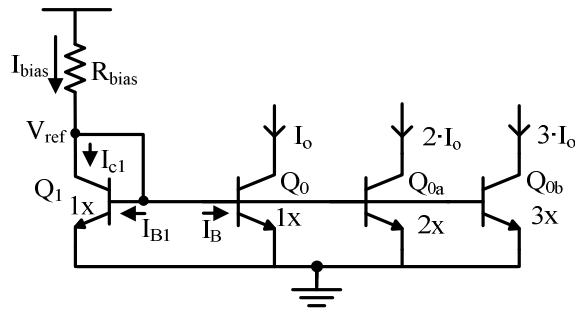 I_bias
R_bias
V_ref
I_c1
I_o
2·I_o
3·I_o
Q_1
1x
I_B1
I_B
Q_0
1x
Q_0a
2x
Q_0b
3x